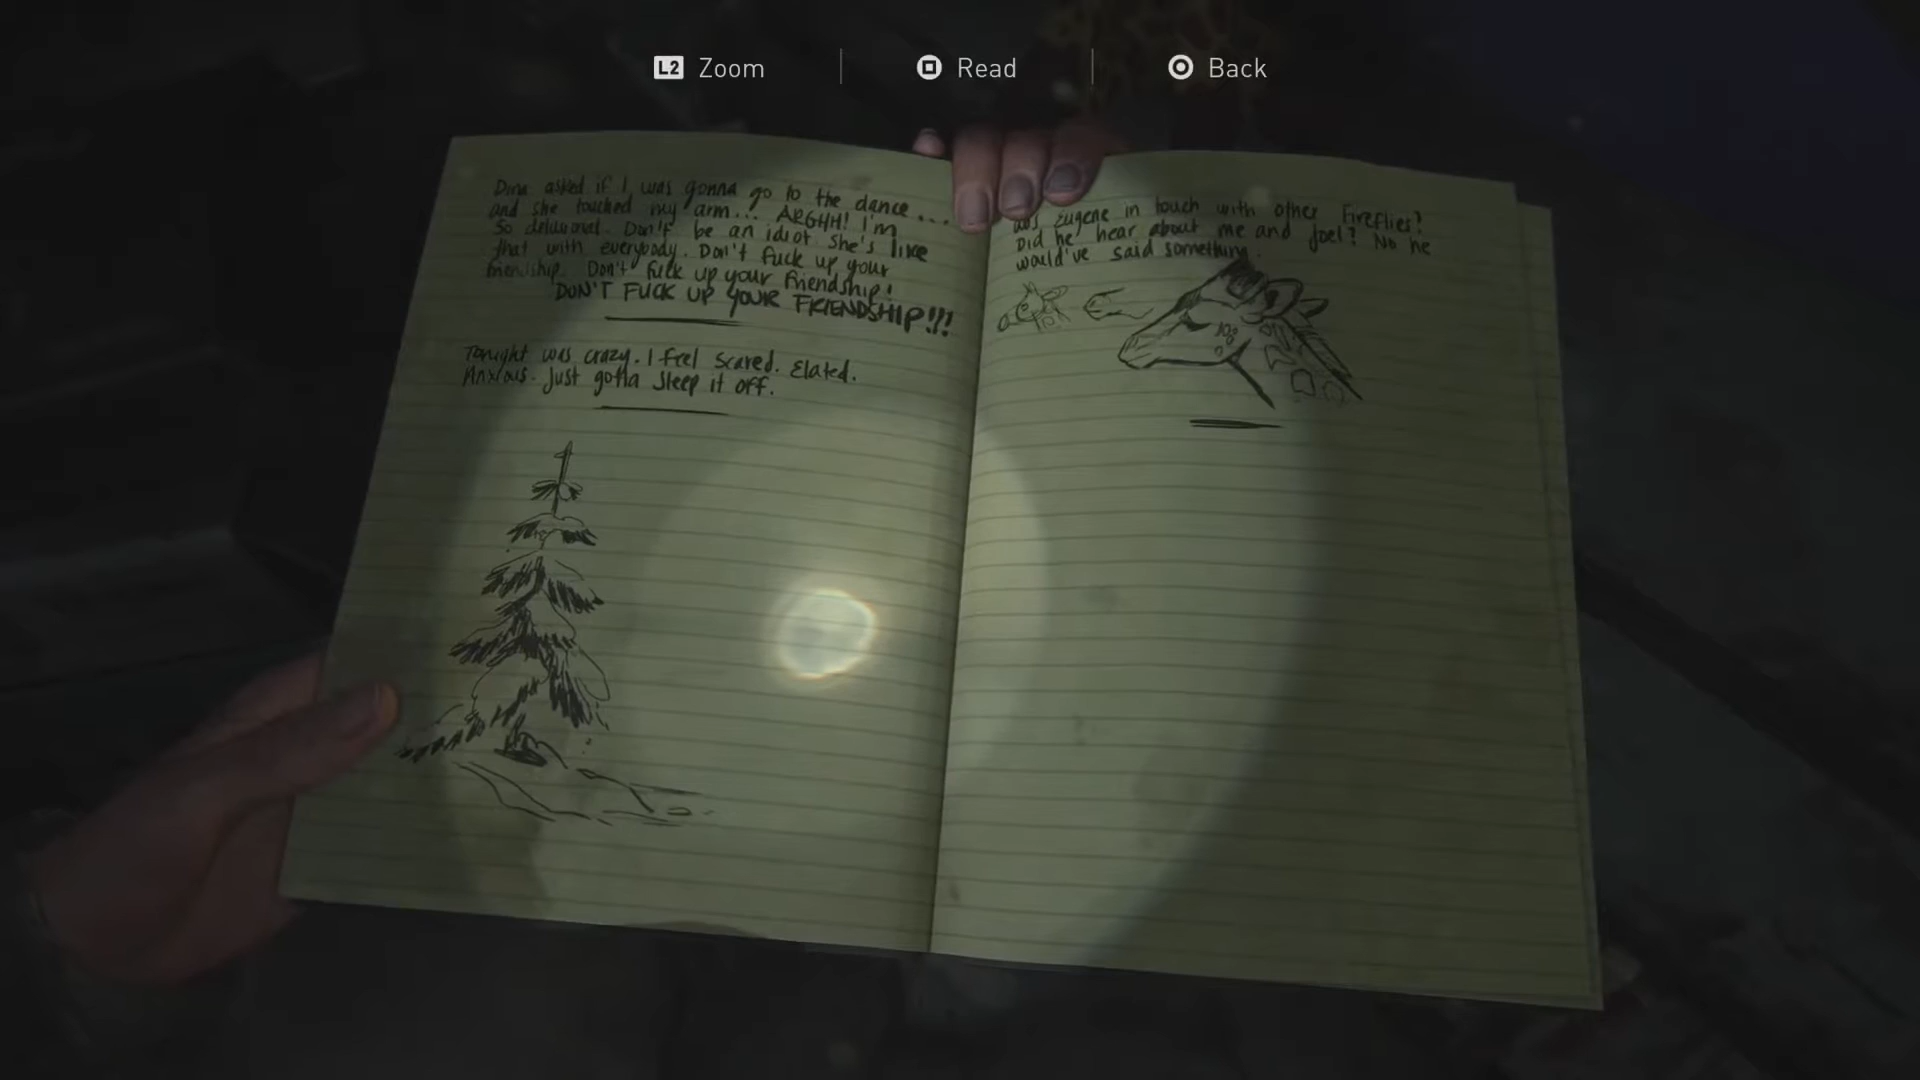 L2 Zoom
Read
Back
Dina asked if I was gonna go to the dance...
and she touched my arm... ARGHH! I'm
So delusional. Don't be an idiot. She's like
that with everybody. Don't fuck up your
friendship. Don't fuck up your friendship!
DON'T FUCK UP YOUR FRIENDSHIP!!!
Tonight was crazy. I feel scared. Elated.
Anxious. Just gotta sleep it off.
Was Eugene in touch with other Fireflies?
Did he hear about me and Joel? No he
would've said something.